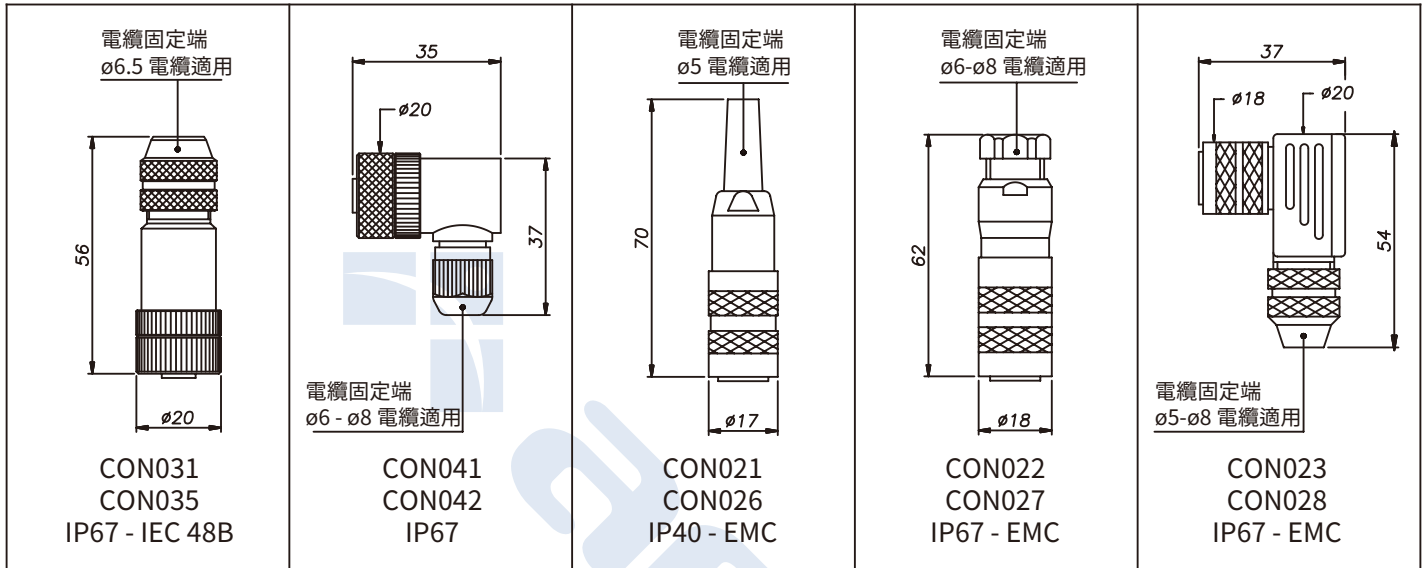 電纜固定端
ø6.5 電纜適用
56
ø20
CON031
CON035
IP67 - IEC 48B
35
ø20
37
電纜固定端
ø6 - ø8 電纜適用
CON041
CON042
IP67
電纜固定端
ø5 電纜適用
70
ø17
CON021
CON026
IP40 - EMC
電纜固定端
ø6-ø8 電纜適用
62
ø18
CON022
CON027
IP67 - EMC
37
ø18
ø20
54
電纜固定端
ø5-ø8 電纜適用
CON023
CON028
IP67 - EMC